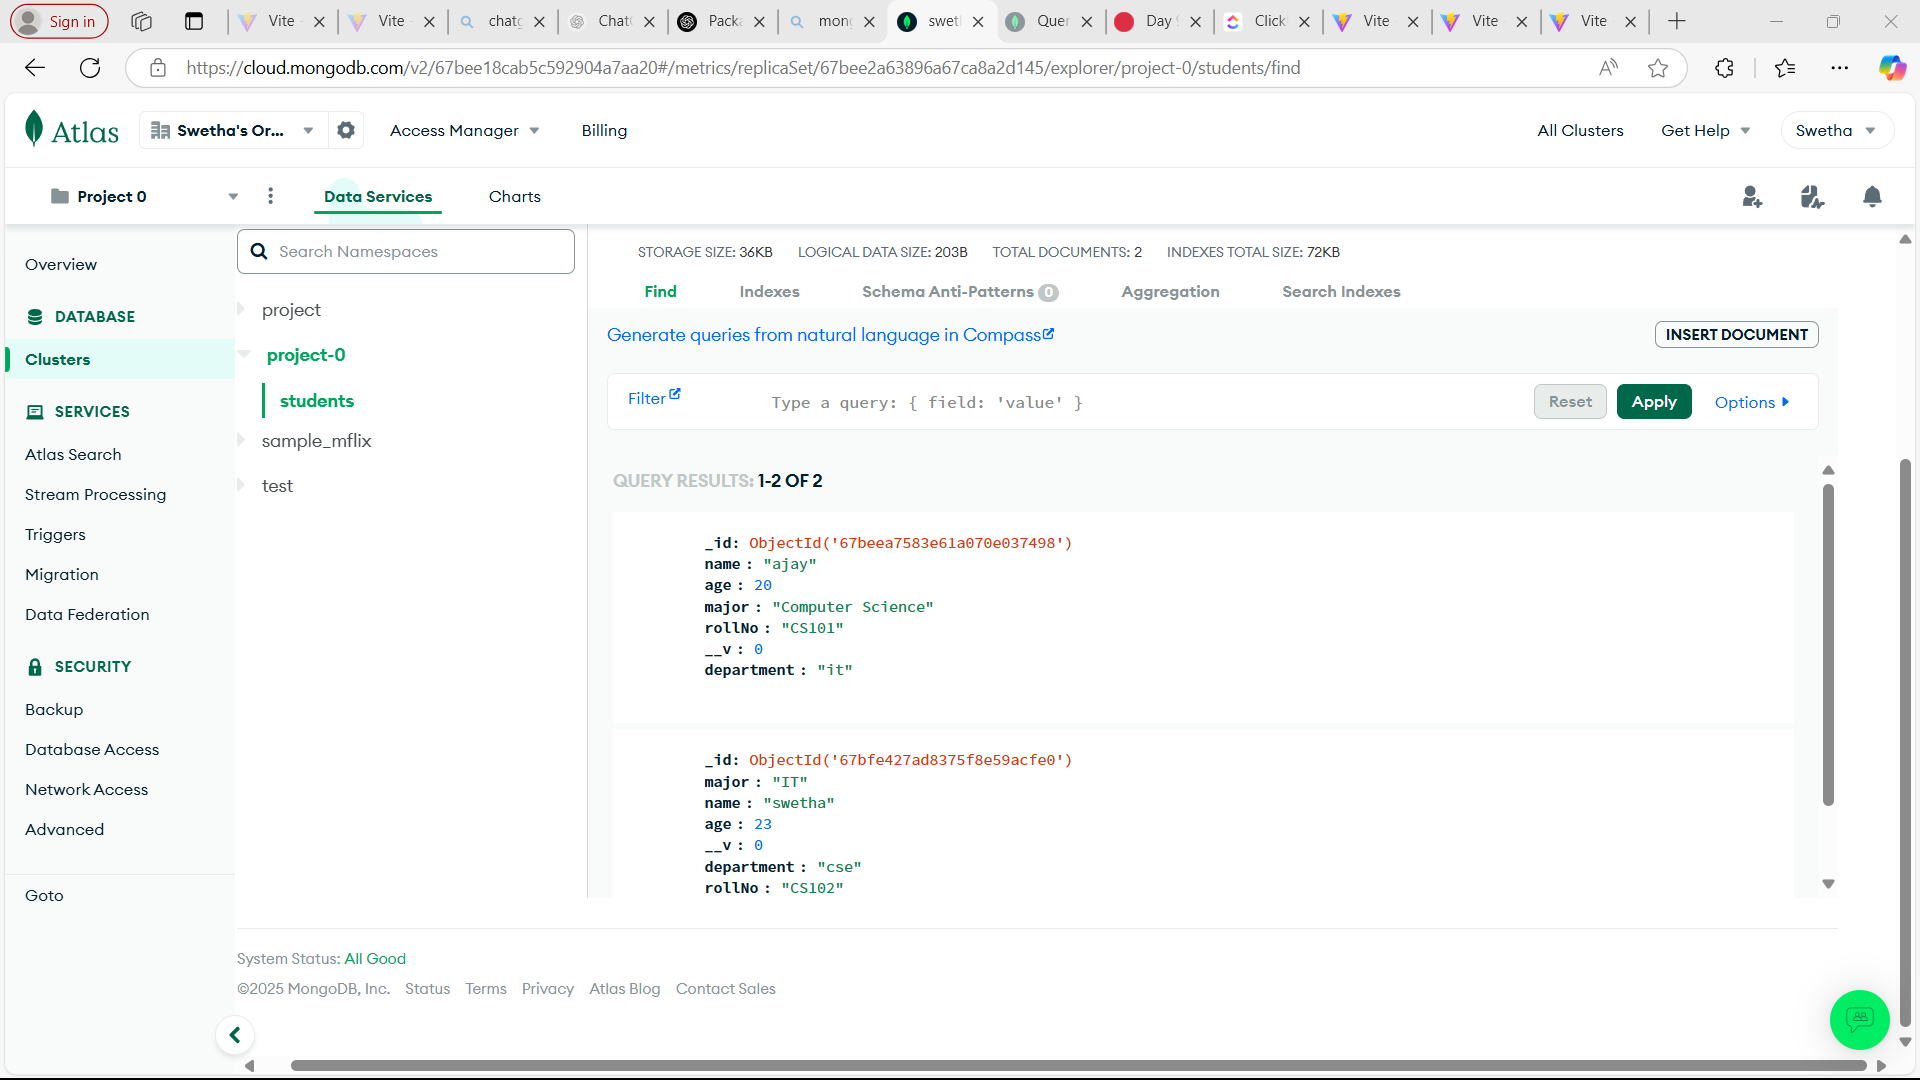 Sign in
Vite
Vite
chatg
ChatG
Packa
mong
swet
Quer
Day
Click
Vite
Vite
Vite
https://cloud.mongodb.com/v2/67bee18cab5c592904a7aa20#/metrics/replicaSet/67bee2a63896a67ca8a2d145/explorer/project-0/students/find
Atlas
Swetha's Or...
Access Manager
Billing
All Clusters
Get Help
Swetha
Project 0
Data Services
Charts
Overview
DATABASE
Clusters
SERVICES
Atlas Search
Stream Processing
Triggers
Migration
Data Federation
SECURITY
Backup
Database Access
Network Access
Advanced
Goto
Search Namespaces
project
project-0
students
sample_mflix
test
STORAGE SIZE: 36KB LOGICAL DATA SIZE: 203B TOTAL DOCUMENTS: 2 INDEXES TOTAL SIZE: 72KB
Find Indexes Schema Anti-Patterns 0 Aggregation Search Indexes
Generate queries from natural language in Compass
INSERT DOCUMENT
Filter
Type a query: { field: 'value' }
Reset
Apply
Options
QUERY RESULTS: 1-2 OF 2
_id: ObjectId('67beea7583e61a070e037498')
name : "ajay"
age : 20
major : "Computer Science"
rollNo : "CS101"
__v : 0
department : "it"
_id: ObjectId('67bfe427ad8375f8e59acfe0')
major : "IT"
name : "swetha"
age : 23
__v : 0
department : "cse"
rollNo : "CS102"
System Status: All Good
©2025 MongoDB, Inc. Status Terms Privacy Atlas Blog Contact Sales